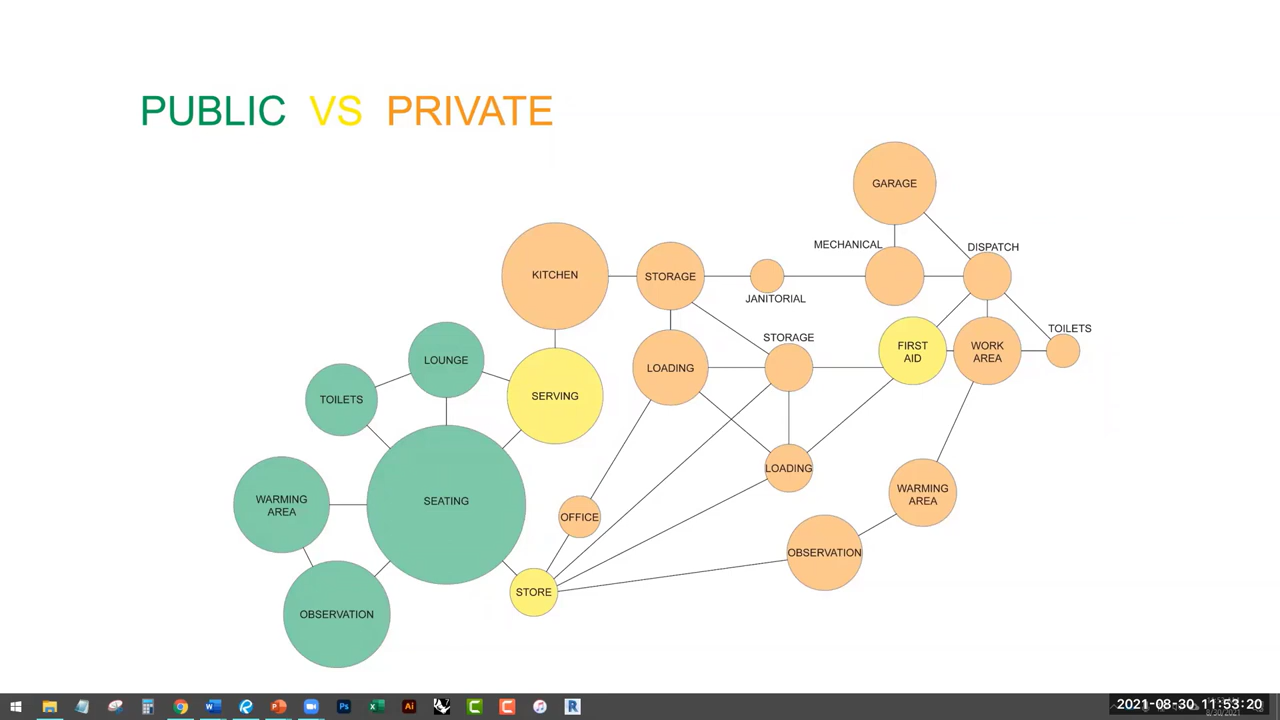 PUBLIC VS PRIVATE
GARAGE
MECHANICAL
DISPATCH
KITCHEN
STORAGE
JANITORIAL
TOILETS
STORAGE
FIRST
AID
WORK
AREA
LOUNGE
LOADING
TOILETS
SERVING
LOADING
WARMING
AREA
SEATING
WARMING
AREA
OFFICE
OBSERVATION
STORE
OBSERVATION
2021-08-30 11:53:20